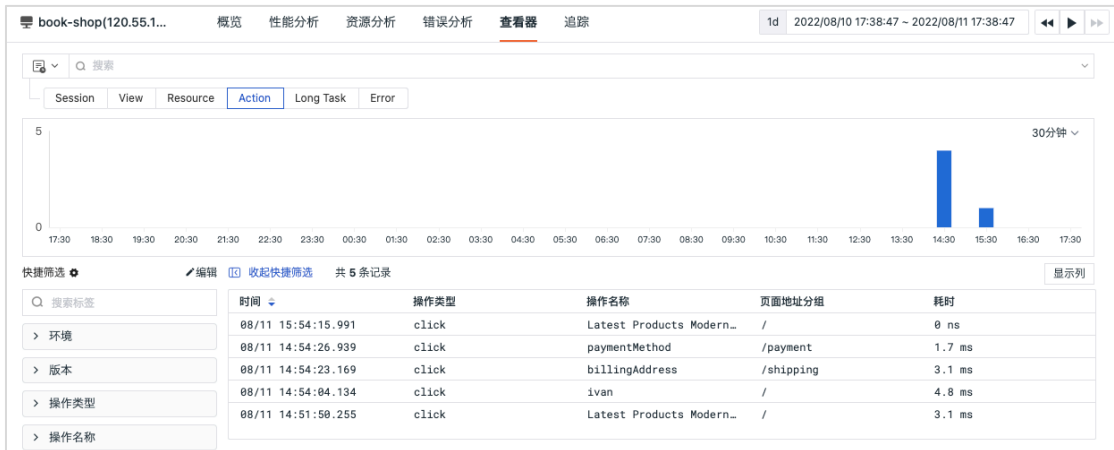 book-shop(120.55.1... 概览 性能分析 资源分析 错误分析 查看器 追踪 1d 2022/08/10 17:38:47 ~ 2022/08/11 17:38:47
搜索
Session View Resource Action Long Task Error
5 30分钟
0
17:30 18:30 19:30 20:30 21:30 22:30 23:30 00:30 01:30 02:30 03:30 04:30 05:30 06:30 07:30 08:30 09:30 10:30 11:30 12:30 13:30 14:30 15:30 16:30 17:30
快捷筛选 编辑 收起快捷筛选 共 5 条记录 显示列
搜索标签 时间 操作类型 操作名称 页面地址分组 耗时
08/11 15:54:15.991 click Latest Products Modern… / 0 ns
环境
08/11 14:54:26.939 click paymentMethod /payment 1.7 ms
版本 08/11 14:54:23.169 click billingAddress /shipping 3.1 ms
08/11 14:54:04.134 click ivan / 4.8 ms
操作类型
08/11 14:51:50.255 click Latest Products Modern… / 3.1 ms
操作名称